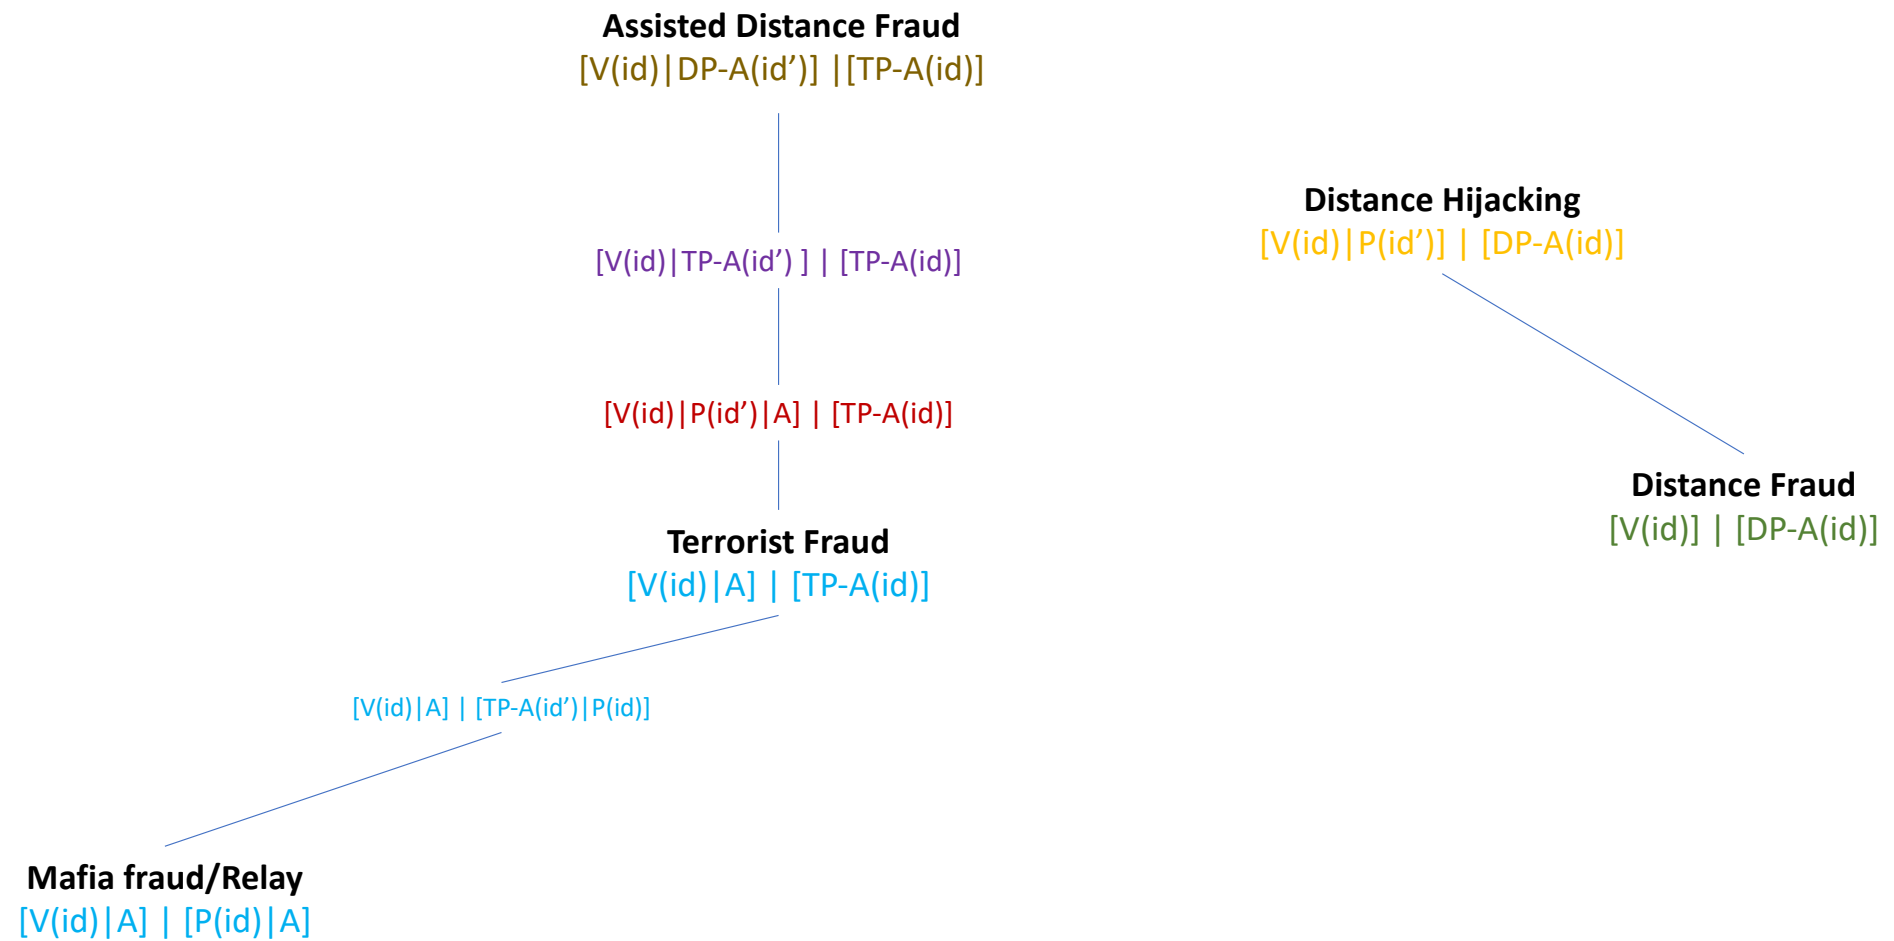 Assisted Distance Fraud
[V(id)|DP-A(id’)] |[TP-A(id)]
Distance Hijacking
[V(id)|P(id’)] | [DP-A(id)]
[V(id)|TP-A(id’) ] | [TP-A(id)]
[V(id)|P(id’)|A] | [TP-A(id)]
Distance Fraud
[V(id)] | [DP-A(id)]
Terrorist Fraud
[V(id)|A] | [TP-A(id)]
[V(id)|A] | [TP-A(id’)|P(id)]
Mafia fraud/Relay
[V(id)|A] | [P(id)|A]